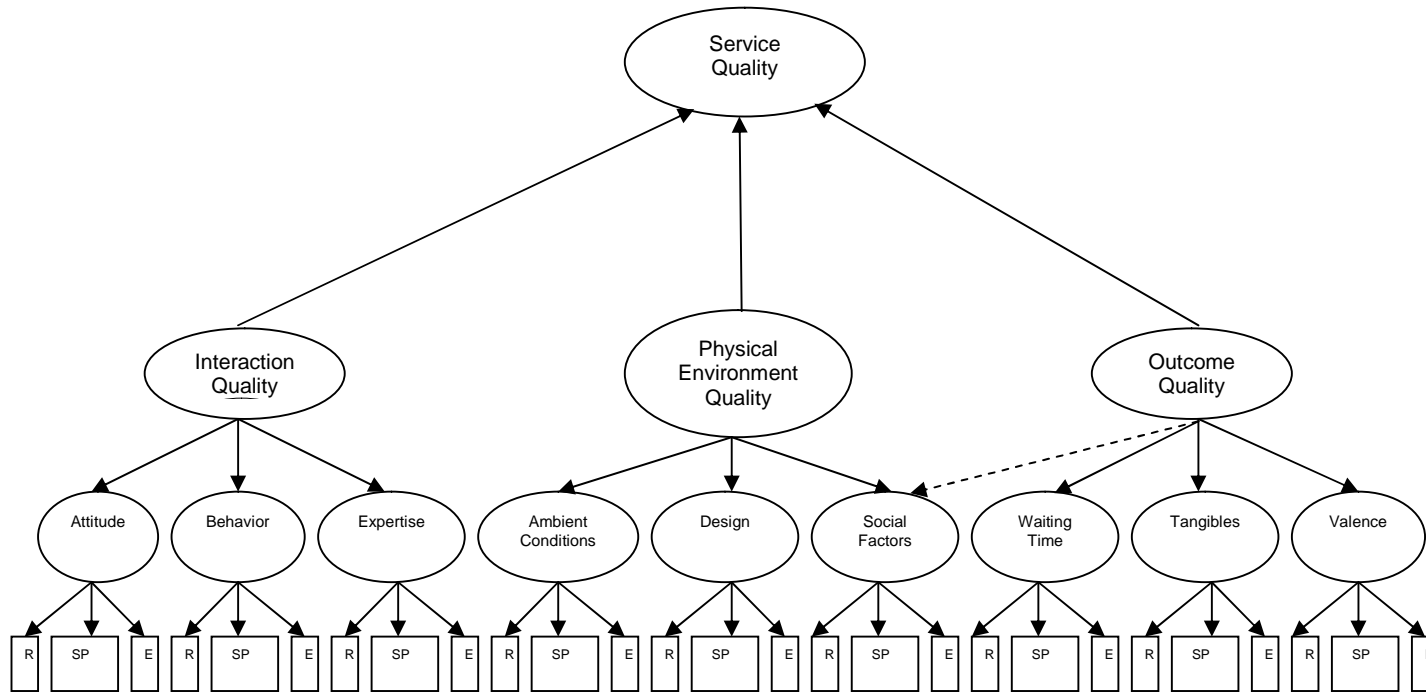 Service
Quality
Interaction
Quality
Physical
Environment
Quality
Outcome
Quality
Attitude
Behavior
Expertise
Ambient
Conditions
Design
Social
Factors
Waiting
Time
Tangibles
Valence
R SP E R SP E R SP E R SP E R SP E R SP E R SP E R SP E R SP